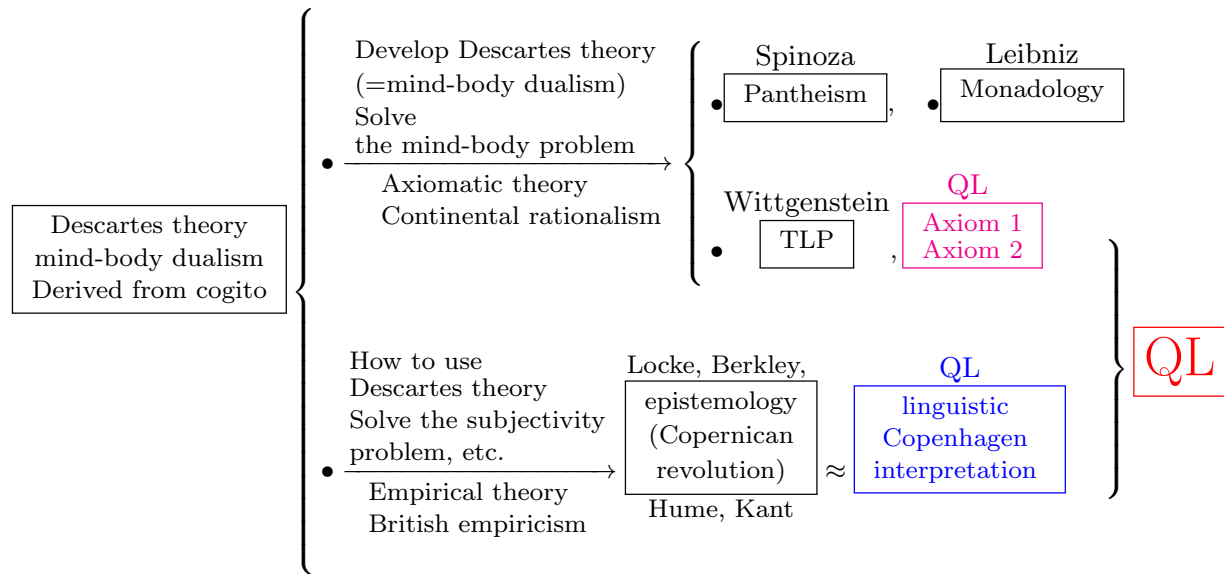 Descartes theory
mind-body dualism
Derived from cogito
• Develop Descartes theory
(=mind-body dualism)
Solve
the mind-body problem
Axiomatic theory
Continental rationalism
Spinoza
• Pantheism ,
Leibniz
• Monadology
Wittgenstein
• TLP ,
QL
Axiom 1
Axiom 2
• How to use
Descartes theory
Solve the subjectivity
problem, etc.
Empirical theory
British empiricism
Locke, Berkley,
epistemology
(Copernican
revolution)
Hume, Kant
≈
QL
linguistic
Copenhagen
interpretation
QL